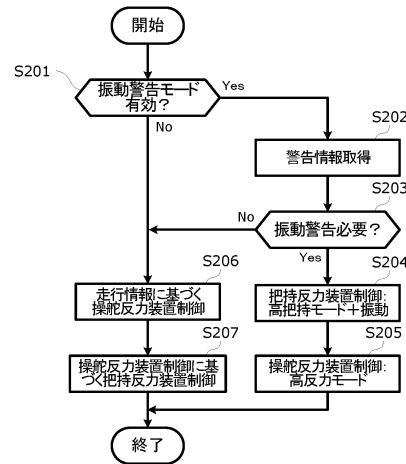 開始
S201
振動警告モード
有効？
Yes
No
S202
警告情報取得
S203
振動警告必要？
No
Yes
S206
走行情報に基づく
操舵反力装置制御
S204
把持反力装置制御:
高把持モード＋振動
S207
操舵反力装置制御に基
づく把持反力装置制御
S205
操舵反力装置制御:
高反力モード
終了